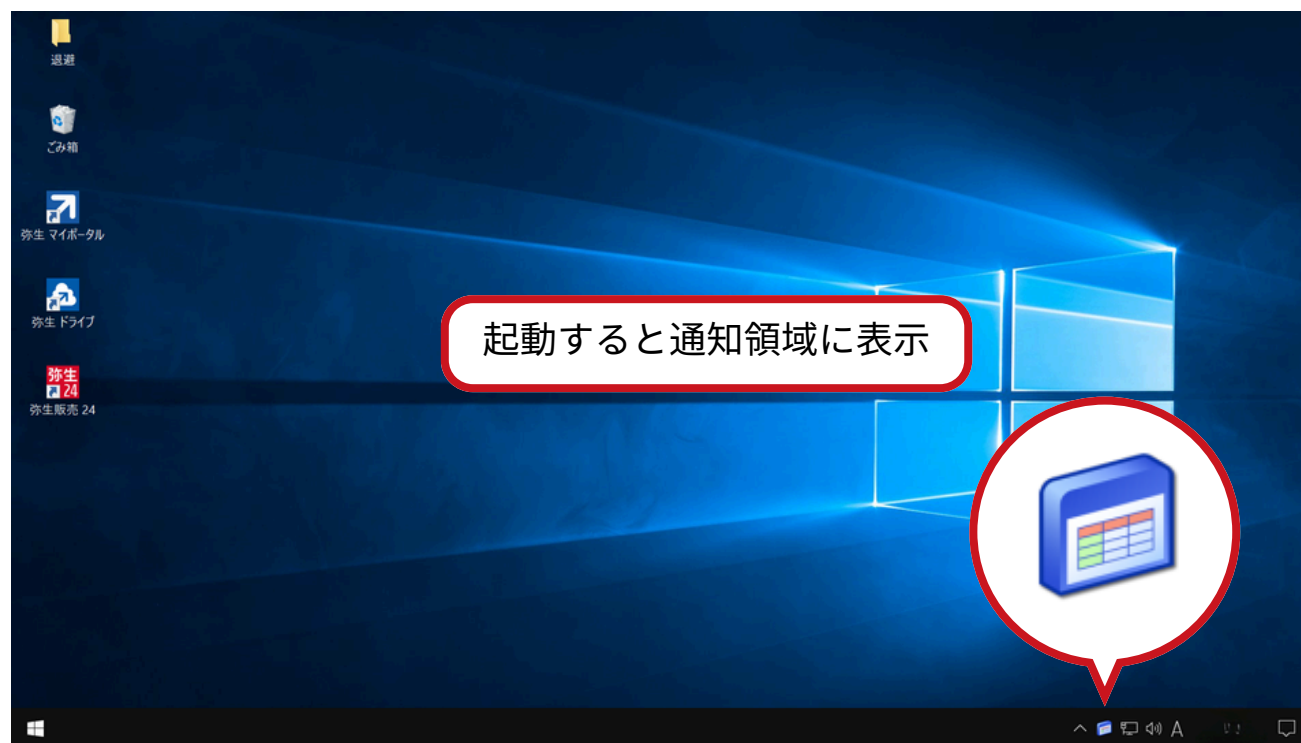 退避
ごみ箱
弥生 マイポータル
弥生 ドライブ
弥生
24
弥生販売 24
起動すると通知領域に表示
A